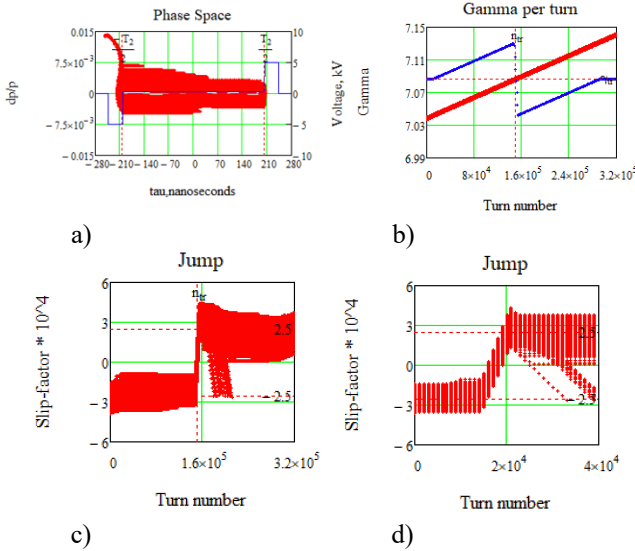 Phase Space
0.015
7.5×10⁻³
0
−7.5×10⁻³
−0.015
dp/p
T₂
T₂
10
5
0
5
10
Voltage, kV
−280 −210 −140 −70 0 70 140 210 280
tau,nanoseconds
a)
Gamma per turn
7.15
7.11
7.07
7.03
6.99
Gamma
n_tr
0 8×10⁴ 1.6×10⁵ 2.4×10⁵ 3.2×10⁵
Turn number
b)
Jump
6
3
0
−3
−6
Slip-factor * 10^4
n_tr
2.5
−2.5
0 1.6×10⁵ 3.2×10⁵
Turn number
c)
Jump
6
3
0
−3
−6
Slip-factor * 10^4
2.5
−2.5
0 2×10⁴ 4×10⁴
Turn number
d)